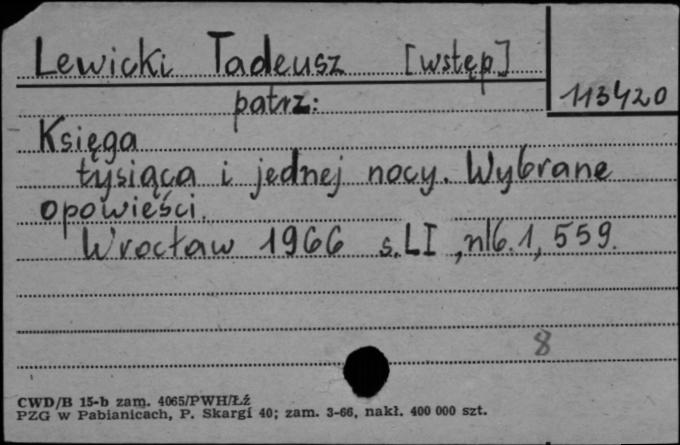 Lewicki Tadeusz [wstęp]
113420
patrz:
Księga
tysiąca i jednej nocy. Wybrane
opowieści.
Wrocław 1966 s. LI, nlb. 1, 559.
8
CWD/B 15-b zam. 4065/PWH/Łź
PZG w Pabianicach, P. Skargi 40; zam. 3-66, nakł. 400 000 szt.